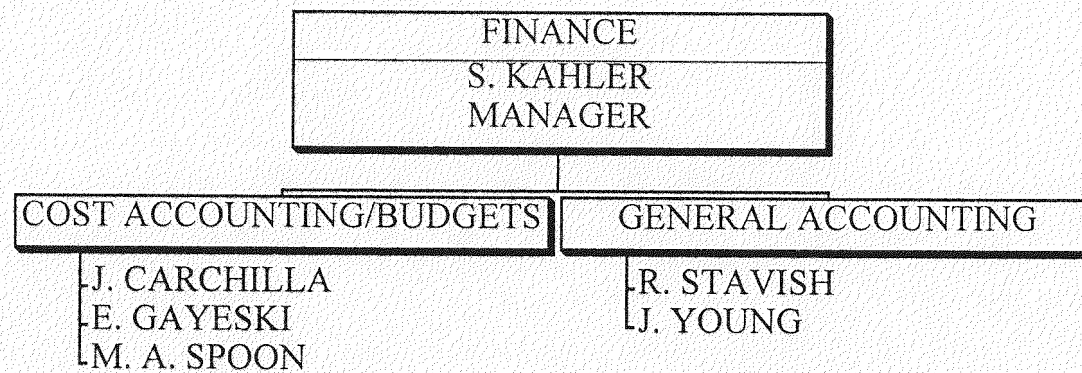 FINANCE
S. KAHLER
MANAGER
COST ACCOUNTING/BUDGETS
J. CARCHILLA
E. GAYESKI
M. A. SPOON
GENERAL ACCOUNTING
R. STAVISH
J. YOUNG